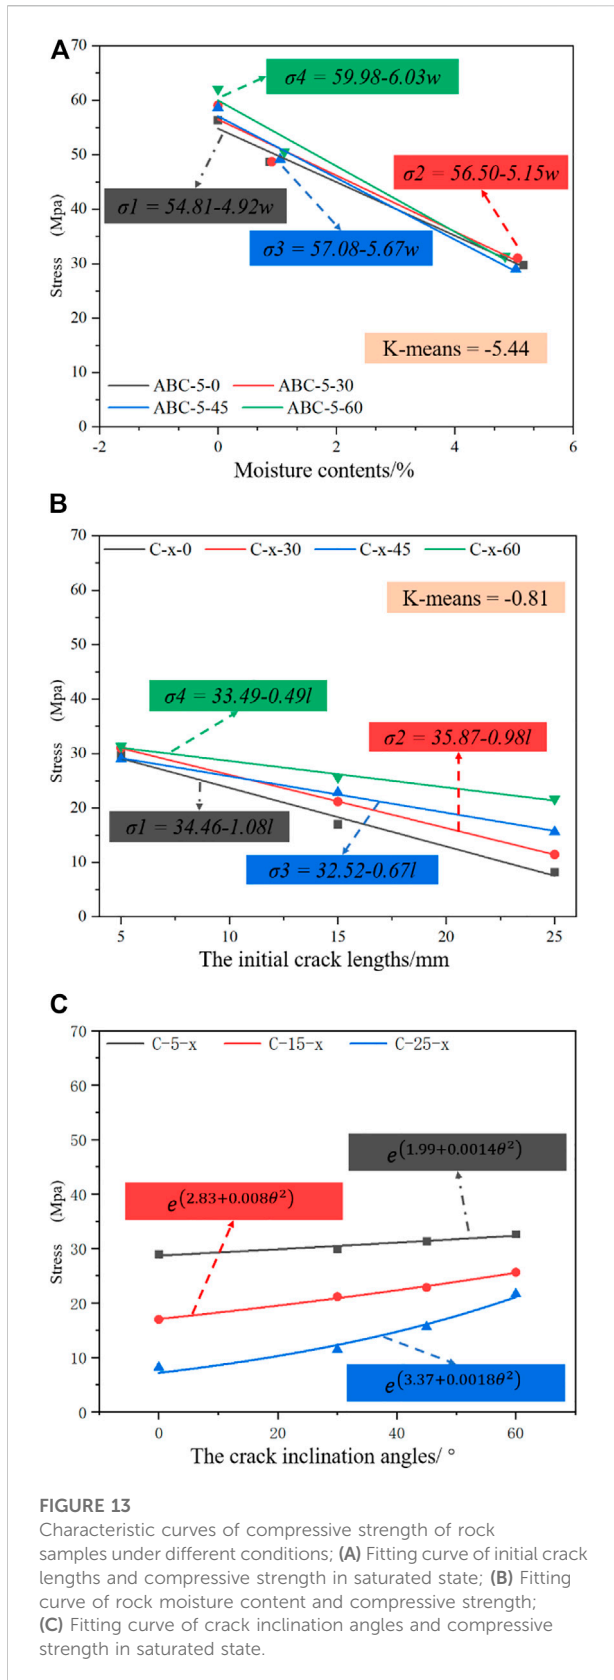 A
70
60
50
40
30
20
10
0
Stress (Mpa)
σ4 = 59.98-6.03w
σ2 = 56.50-5.15w
σ1 = 54.81-4.92w
σ3 = 57.08-5.67w
K-means = -5.44
ABC-5-0 ABC-5-30
ABC-5-45 ABC-5-60
-2 0 2 4 6
Moisture contents/%
B
70
60
50
40
30
20
10
0
Stress (Mpa)
C-x-0 C-x-30 C-x-45 C-x-60
K-means = -0.81
σ4 = 33.49-0.49l
σ2 = 35.87-0.98l
σ1 = 34.46-1.08l
σ3 = 32.52-0.67l
5 10 15 20 25
The initial crack lengths/mm
C
70
60
50
40
30
20
10
0
Stress (Mpa)
C-5-x C-15-x C-25-x
e^(1.99+0.0014θ²)
e^(2.83+0.008θ²)
e^(3.37+0.0018θ²)
0 20 40 60
The crack inclination angles/ °
FIGURE 13
Characteristic curves of compressive strength of rock
samples under different conditions; (A) Fitting curve of initial crack
lengths and compressive strength in saturated state; (B) Fitting
curve of rock moisture content and compressive strength;
(C) Fitting curve of crack inclination angles and compressive
strength in saturated state.